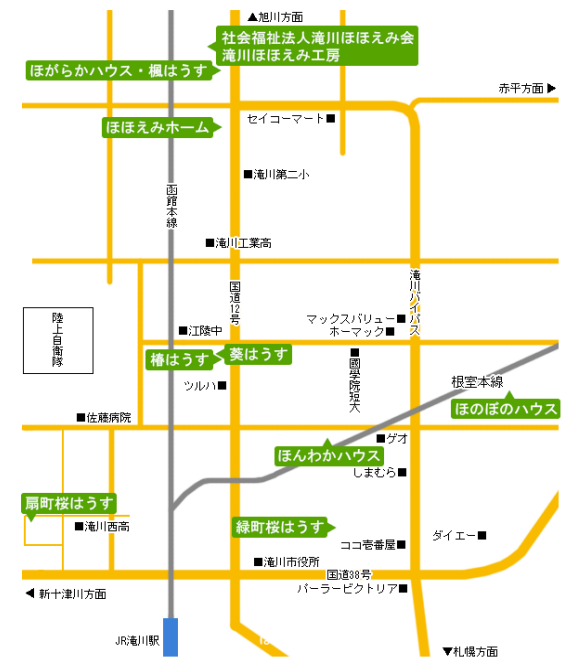 ▲旭川方面
社会福祉法人滝川ほほえみ会
滝川ほほえみ工房
ほがらかハウス・楓はうす
赤平方面▶
セイコーマート■
ほほえみホーム
■滝川第二小
函館本線
■滝川工業高
国道12号
滝川バイパス
陸上自衛隊
マックスバリュー■
ホーマック■
■江陵中
椿はうす
葵はうす
■國學院短大
ツルハ■
根室本線
ほのぼのハウス
■佐藤病院
■ゲオ
ほんわかハウス
しまむら■
扇町桜はうす
■滝川西高
緑町桜はうす
ダイエー■
ココ壱番屋■
■滝川市役所
国道38号
パーラービクトリア■
◀新十津川方面
JR滝川駅
▼札幌方面